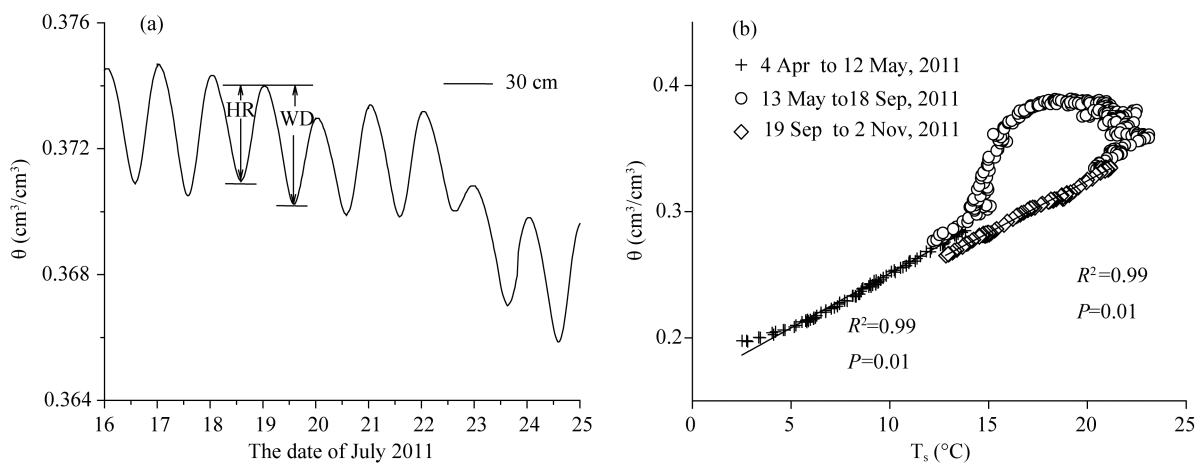 (a)
0.376
0.372
0.368
0.364
θ (cm³/cm³)
30 cm
HR
WD
16 17 18 19 20 21 22 23 24 25
The date of July 2011
(b)
4 Apr to 12 May, 2011
13 May to18 Sep, 2011
19 Sep to 2 Nov, 2011
0.4
0.3
0.2
θ (cm³/cm³)
R²=0.99
P=0.01
R²=0.99
P=0.01
0 5 10 15 20 25
Tₛ (°C)